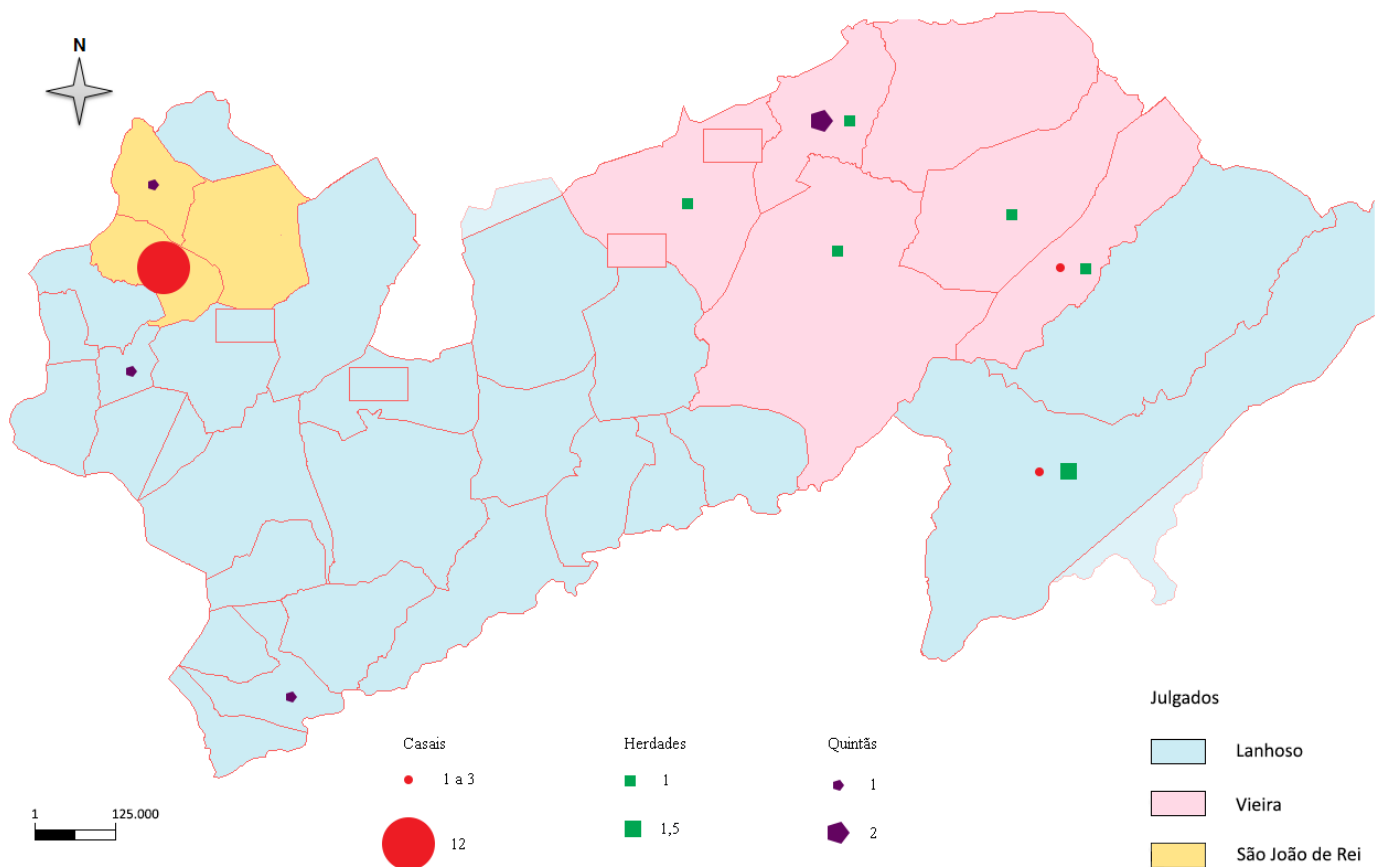 N
Julgados
Lanhoso
Vieira
São João de Rei
Casais
1 a 3
12
Herdades
1
1,5
Quintãs
1
2
1 125.000